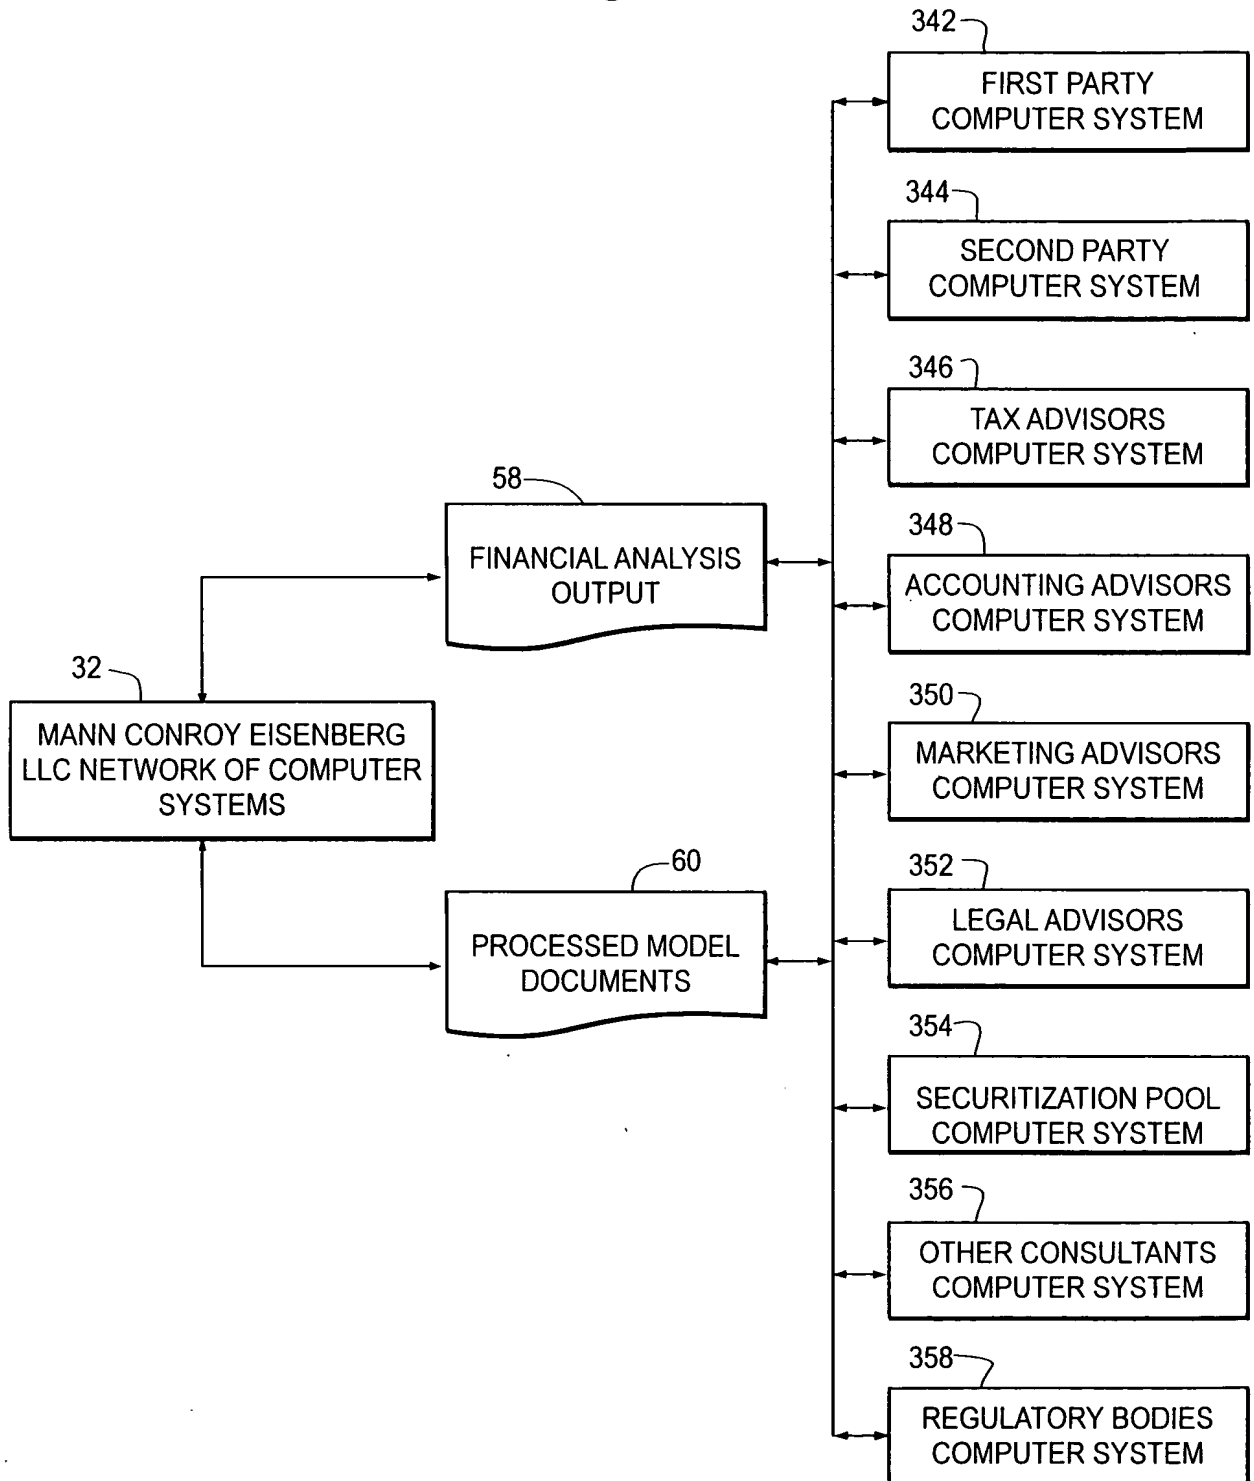 342
FIRST PARTY
COMPUTER SYSTEM
344
SECOND PARTY
COMPUTER SYSTEM
346
TAX ADVISORS
COMPUTER SYSTEM
58
FINANCIAL ANALYSIS
OUTPUT
348
ACCOUNTING ADVISORS
COMPUTER SYSTEM
32
MANN CONROY EISENBERG
LLC NETWORK OF COMPUTER
SYSTEMS
350
MARKETING ADVISORS
COMPUTER SYSTEM
60
PROCESSED MODEL
DOCUMENTS
352
LEGAL ADVISORS
COMPUTER SYSTEM
354
SECURITIZATION POOL
COMPUTER SYSTEM
356
OTHER CONSULTANTS
COMPUTER SYSTEM
358
REGULATORY BODIES
COMPUTER SYSTEM